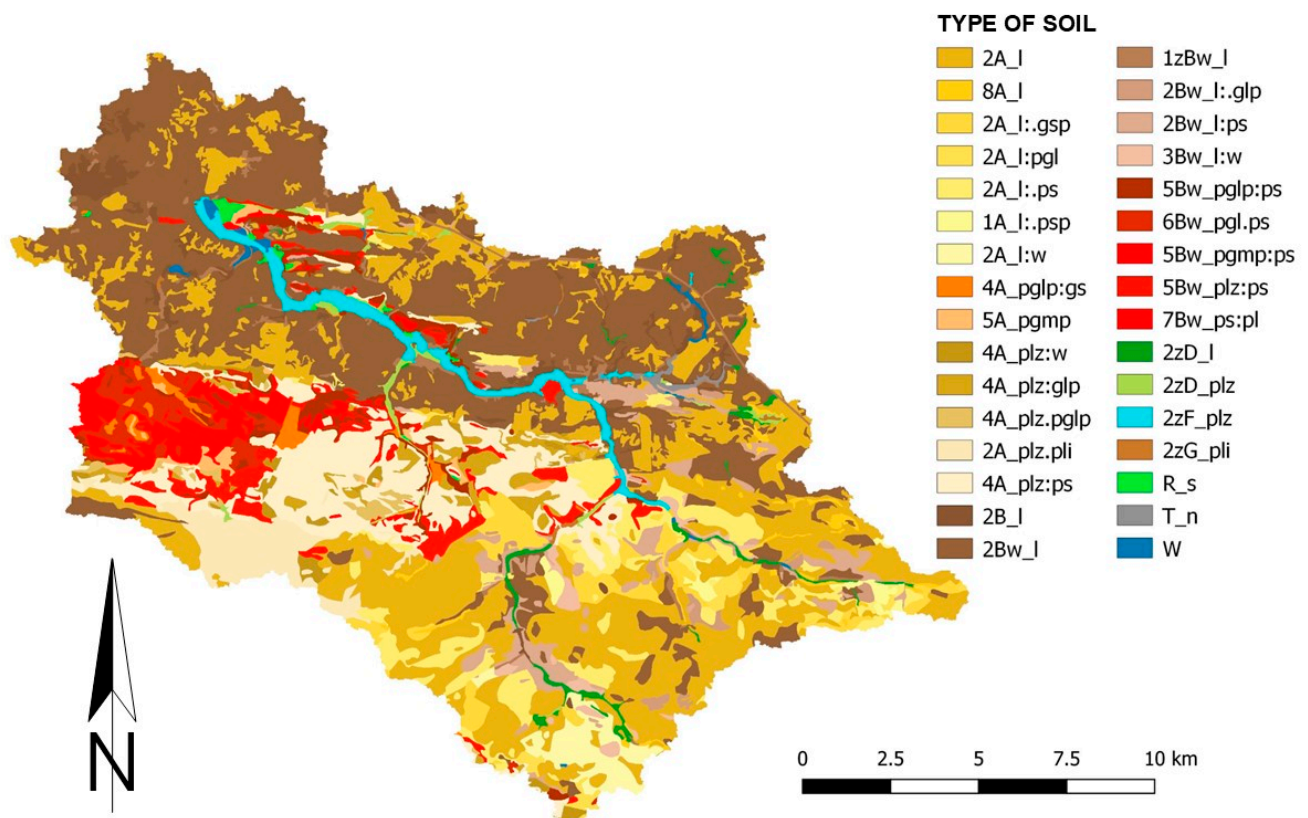 TYPE OF SOIL
2A_l
8A_l
2A_l:.gsp
2A_l:pgl
2A_l:.ps
1A_l:.psp
2A_l:w
4A_pglp:gs
5A_pgmp
4A_plz:w
4A_plz:glp
4A_plz.pglp
2A_plz.pli
4A_plz:ps
2B_l
2Bw_l
1zBw_l
2Bw_l:.glp
2Bw_l:ps
3Bw_l:w
5Bw_pglp:ps
6Bw_pgl.ps
5Bw_pgmp:ps
5Bw_plz:ps
7Bw_ps:pl
2zD_l
2zD_plz
2zF_plz
2zG_pli
R_s
T_n
W
N
0 2.5 5 7.5 10 km